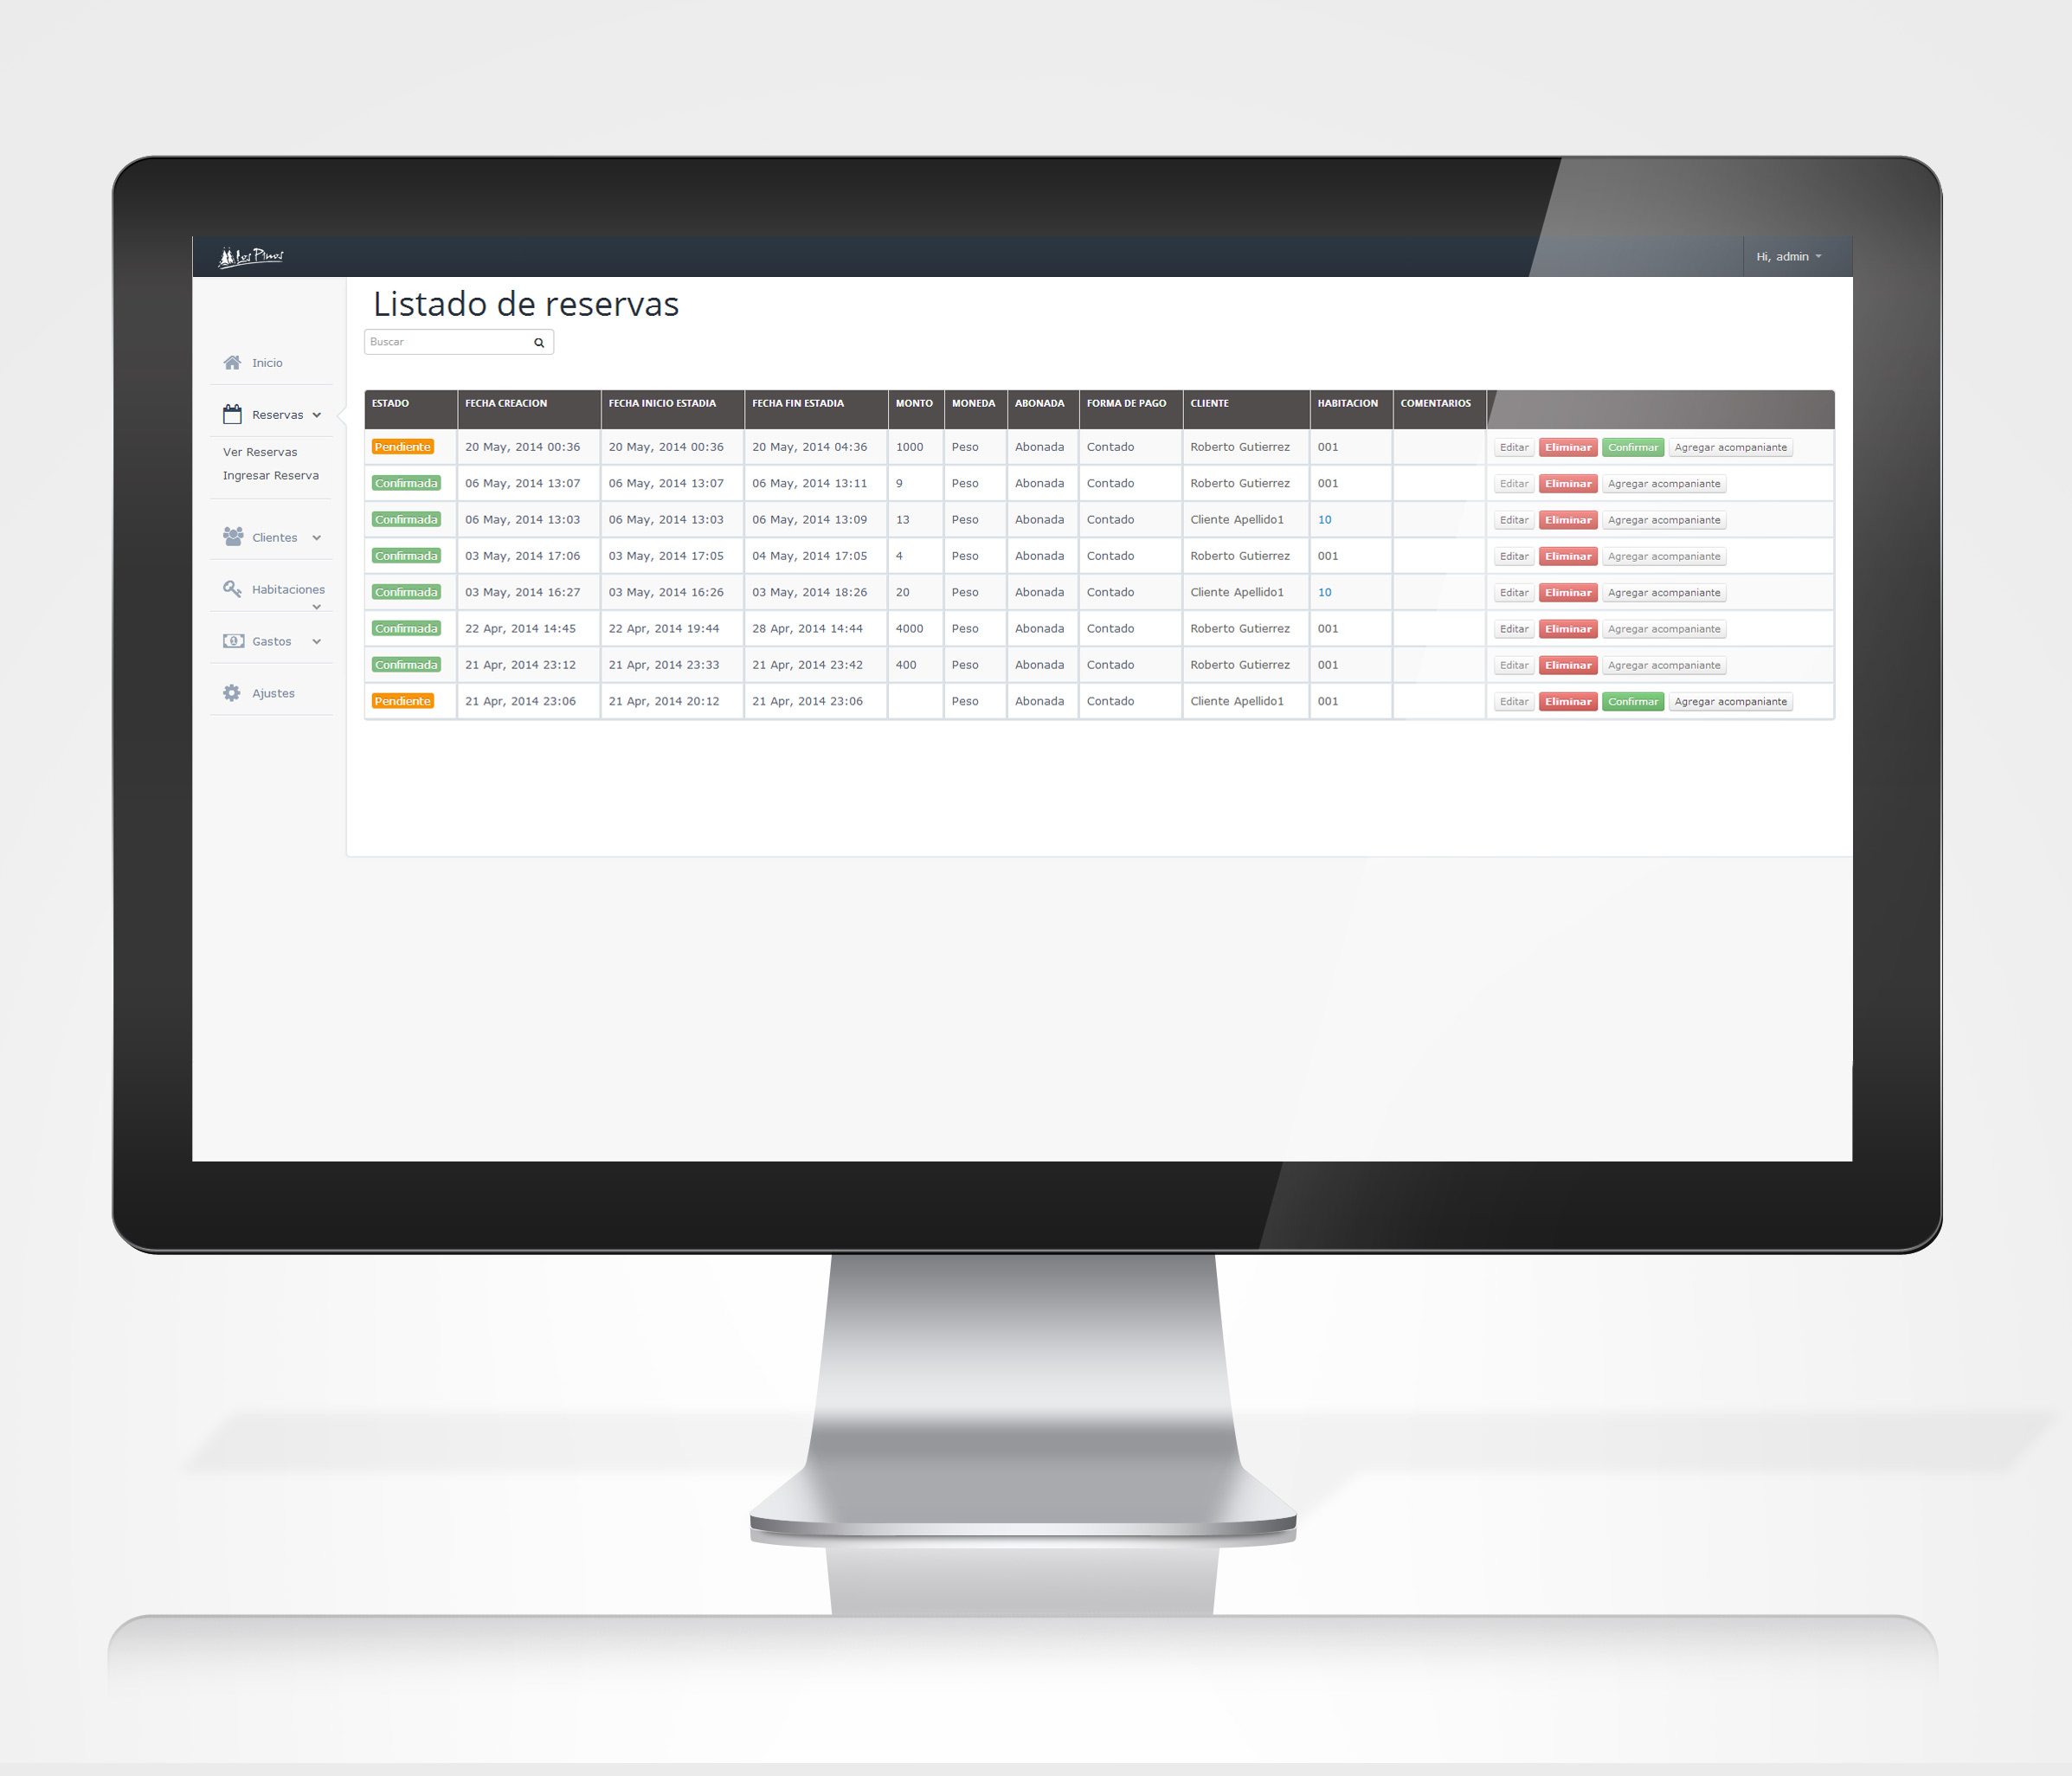 Los Pinos
Hi, admin
Listado de reservas
Buscar
Inicio
Reservas
Ver Reservas
Ingresar Reserva
Clientes
Habitaciones
Gastos
Ajustes
ESTADO FECHA CREACION FECHA INICIO ESTADIA FECHA FIN ESTADIA MONTO MONEDA ABONADA FORMA DE PAGO CLIENTE HABITACION COMENTARIOS
Pendiente 20 May, 2014 00:36 20 May, 2014 00:36 20 May, 2014 04:36 1000 Peso Abonada Contado Roberto Gutierrez 001 Editar Eliminar Confirmar Agregar acompaniante
Confirmada 06 May, 2014 13:07 06 May, 2014 13:07 06 May, 2014 13:11 9 Peso Abonada Contado Roberto Gutierrez 001 Editar Eliminar Agregar acompaniante
Confirmada 06 May, 2014 13:03 06 May, 2014 13:03 06 May, 2014 13:09 13 Peso Abonada Contado Cliente Apellido1 10 Editar Eliminar Agregar acompaniante
Confirmada 03 May, 2014 17:06 03 May, 2014 17:05 04 May, 2014 17:05 4 Peso Abonada Contado Roberto Gutierrez 001 Editar Eliminar Agregar acompaniante
Confirmada 03 May, 2014 16:27 03 May, 2014 16:26 03 May, 2014 18:26 20 Peso Abonada Contado Cliente Apellido1 10 Editar Eliminar Agregar acompaniante
Confirmada 22 Apr, 2014 14:45 22 Apr, 2014 19:44 28 Apr, 2014 14:44 4000 Peso Abonada Contado Roberto Gutierrez 001 Editar Eliminar Agregar acompaniante
Confirmada 21 Apr, 2014 23:12 21 Apr, 2014 23:33 21 Apr, 2014 23:42 400 Peso Abonada Contado Roberto Gutierrez 001 Editar Eliminar Agregar acompaniante
Pendiente 21 Apr, 2014 23:06 21 Apr, 2014 20:12 21 Apr, 2014 23:06 Peso Abonada Contado Cliente Apellido1 001 Editar Eliminar Confirmar Agregar acompaniante